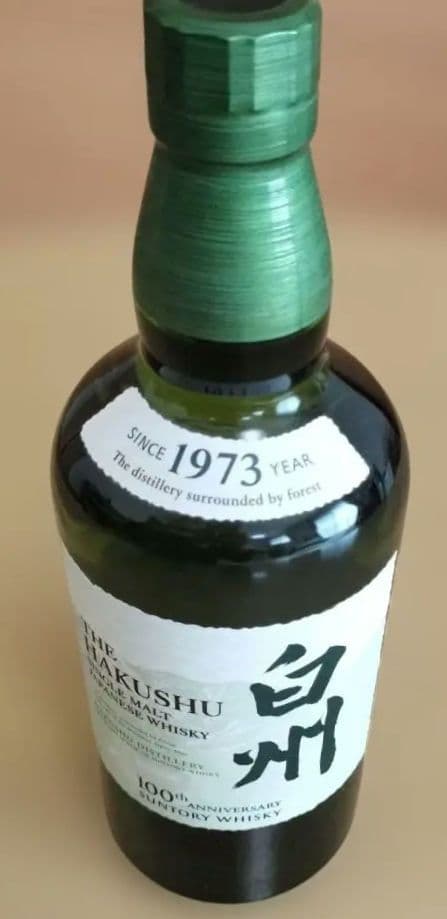 SINCE 1973 YEAR
The distillery surrounded by forest
THE
HAKUSHU
SINGLE MALT
JAPANESE WHISKY
白州
DISTILLERY
100th ANNIVERSARY
SUNTORY WHISKY